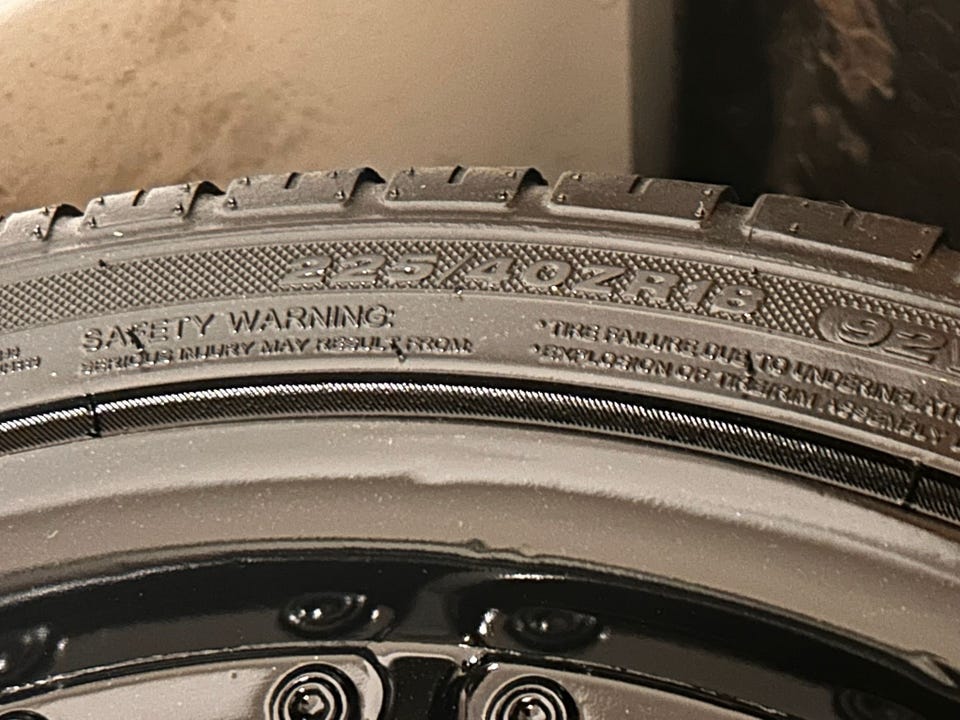 225/40ZR18 92
SAFETY WARNING:
SERIOUS INJURY MAY RESULT FROM:
•TIRE FAILURE DUE TO UNDERINFLATI
•EXPLOSION OF TIRE/RIM ASSEMBLY